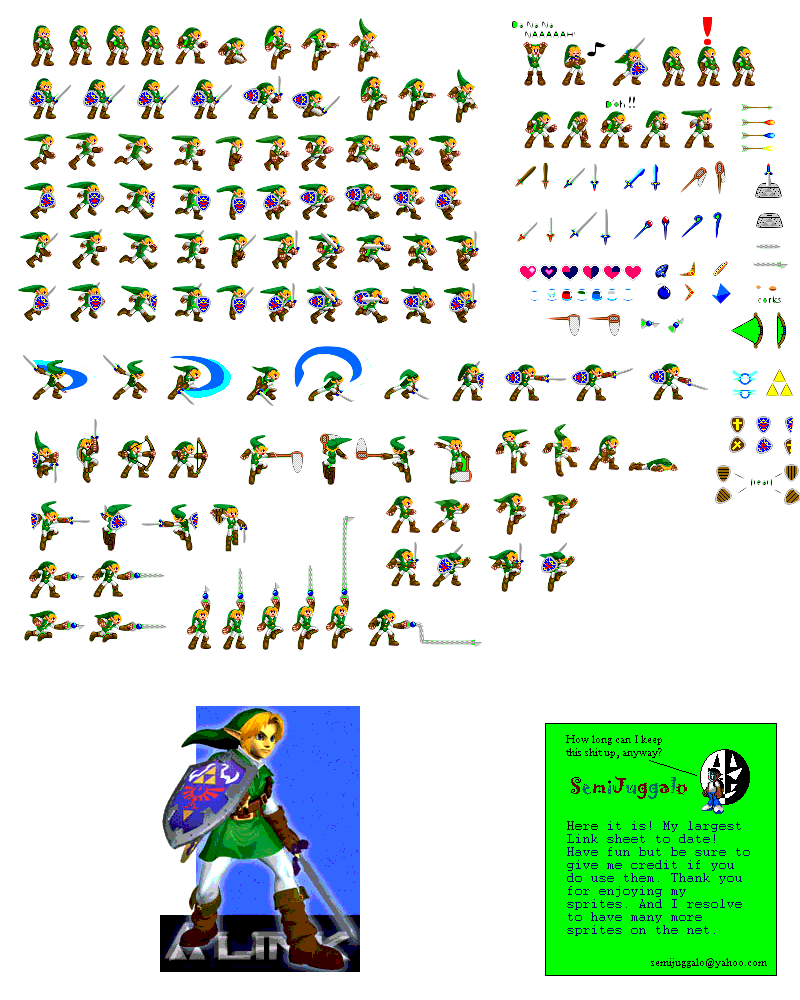 Da Na Na
NAAAAAH!
!
Doh!!
corks
(rear)
LINK
How long can I keep
this shit up, anyway?
SemiJuggalo
Here it is! My largest
Link sheet to date!
Have fun but be sure to
give me credit if you
do use them. Thank you
for enjoying my
sprites. And I resolve
to have many more
sprites on the net.
semijuggalo@yahoo.com